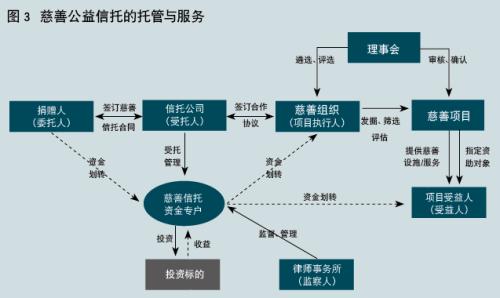 图 3 慈善公益信托的托管与服务
理事会
遴选、评选
审核、确认
捐赠人
（委托人）
签订慈善
信托合同
信托公司
（受托人）
签订合作
协议
慈善组织
（项目执行人）
发掘、筛选
评估
慈善项目
资金
划转
受托
管理
资金
划转
提供慈善
设施/服务
指定资
助对象
慈善信托
资金专户
资金划转
项目受益人
（受益人）
投资
收益
监督、管理
投资标的
律师事务所
（监察人）